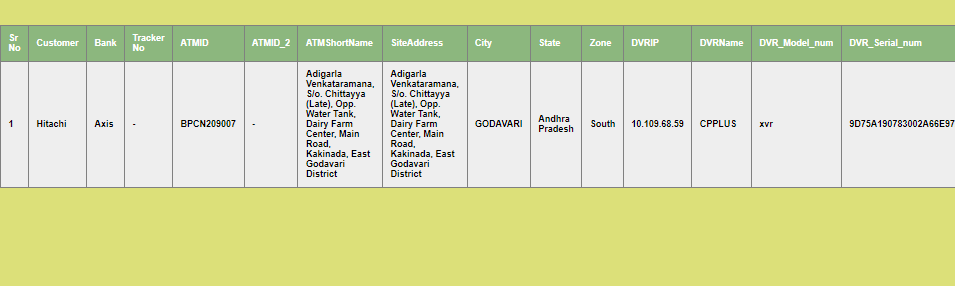 Sr No Customer Bank Tracker No ATMID ATMID_2 ATMShortName SiteAddress City State Zone DVRIP DVRName DVR_Model_num DVR_Serial_num
1 Hitachi Axis - BPCN209007 -
Adigarla
Venkataramana,
S/o. Chittayya
(Late), Opp.
Water Tank,
Dairy Farm
Center, Main
Road,
Kakinada, East
Godavari
District
Adigarla
Venkataramana,
S/o. Chittayya
(Late), Opp.
Water Tank,
Dairy Farm
Center, Main
Road,
Kakinada, East
Godavari
District
GODAVARI
Andhra
Pradesh
South 10.109.68.59 CPPLUS xvr 9D75A190783002A66E97